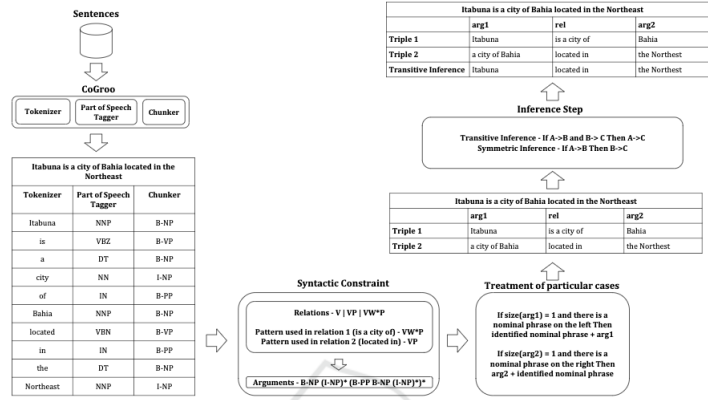 Sentences
CoGroo
Tokenizer
Part of Speech
Tagger
Chunker
Itabuna is a city of Bahia located in the
Northeast
Tokenizer Part of Speech Chunker
Tagger
Itabuna NNP B-NP
is VBZ B-VP
a DT B-NP
city NN I-NP
of IN B-PP
Bahia NNP B-NP
located VBN B-VP
in IN B-PP
the DT B-NP
Northeast NNP I-NP
Syntactic Constraint
Relations - V | VP | VW*P
Pattern used in relation 1 (is a city of) - VW*P
Pattern used in relation 2 (located in) - VP
Arguments - B-NP (I-NP)* (B-PP B-NP (I-NP)*)*
Treatment of particular cases
If size(arg1) = 1 and there is a
nominal phrase on the left Then
identified nominal phrase + arg1
If size(arg2) = 1 and there is a
nominal phrase on the right Then
arg2 + identified nominal phrase
Itabuna is a city of Bahia located in the Northeast
arg1 rel arg2
Triple 1 Itabuna is a city of Bahia
Triple 2 a city of Bahia located in the Northest
Inference Step
Transitive Inference - If A->B and B-> C Then A->C
Symmetric Inference - If A->B Then B->C
Itabuna is a city of Bahia located in the Northeast
arg1 rel arg2
Triple 1 Itabuna is a city of Bahia
Triple 2 a city of Bahia located in the Northest
Transitive Inference Itabuna located in the Northest